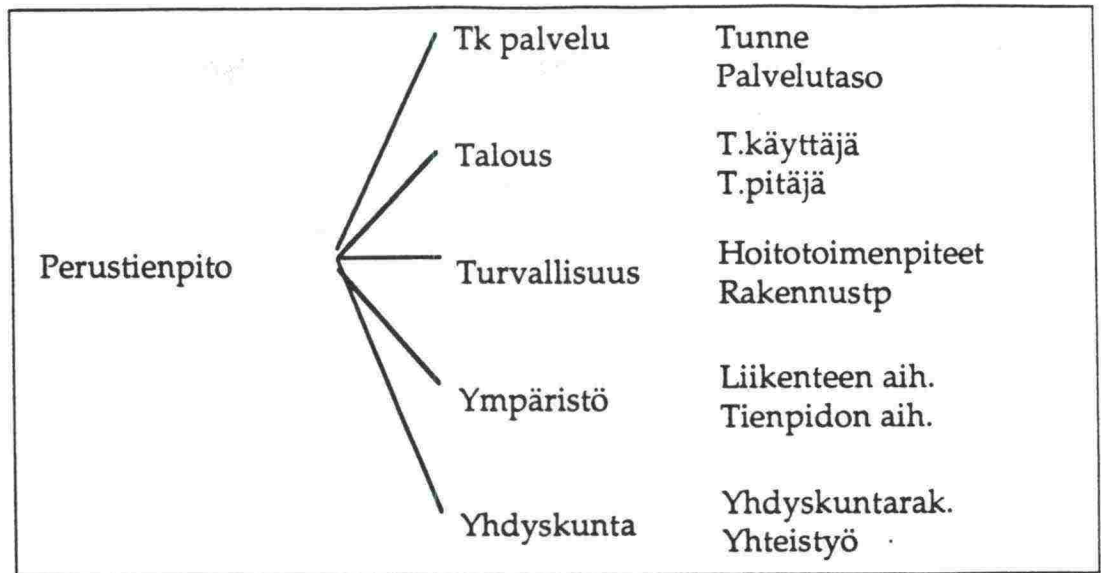 Tk palvelu Tunne
Palvelutaso
Talous T.käyttäjä
T.pitäjä
Perustienpito
Turvallisuus Hoitotoimenpiteet
Rakennustp
Ympäristö Liikenteen aih.
Tienpidon aih.
Yhdyskunta Yhdyskuntarak.
Yhteistyö